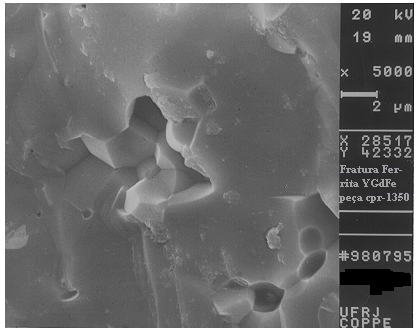 20 kV
19 mm
x 5000
2 µm
X 28517
Y 42332
Fratura Fer-
rita YGdFe
peça cpr-1350
#980795
UFRJ
COPPE